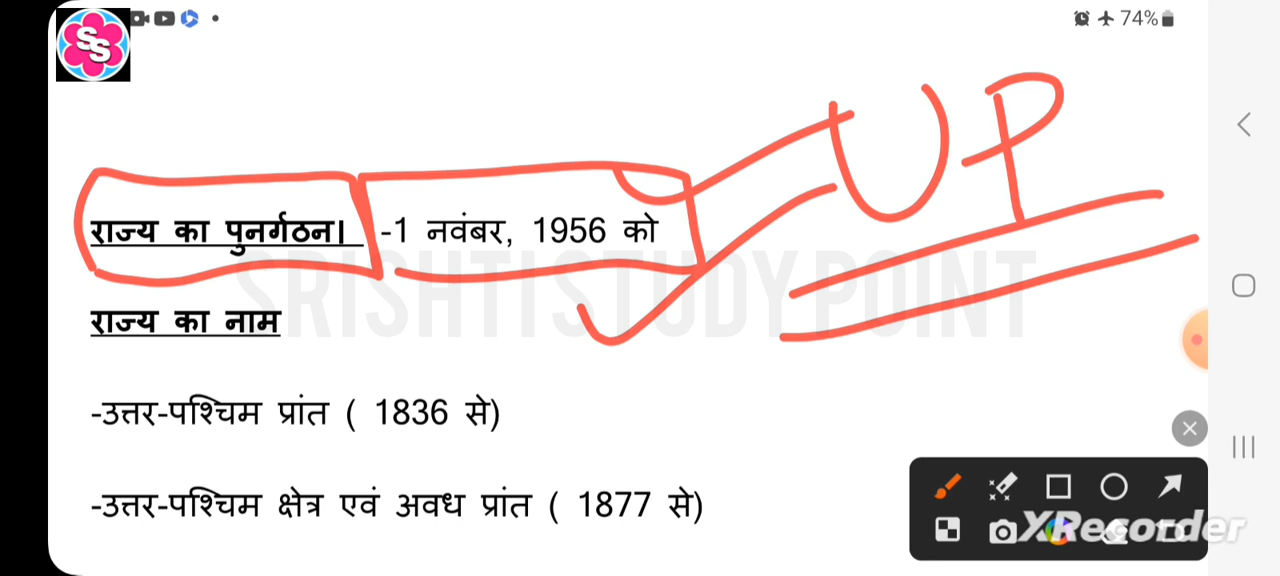 SS
74%
UP
राज्य का पुनर्गठन। -1 नवंबर, 1956 को
SRISHTI STUDY POINT
राज्य का नाम
-उत्तर-पश्चिम प्रांत ( 1836 से)
-उत्तर-पश्चिम क्षेत्र एवं अवध प्रांत ( 1877 से)
XRecorder